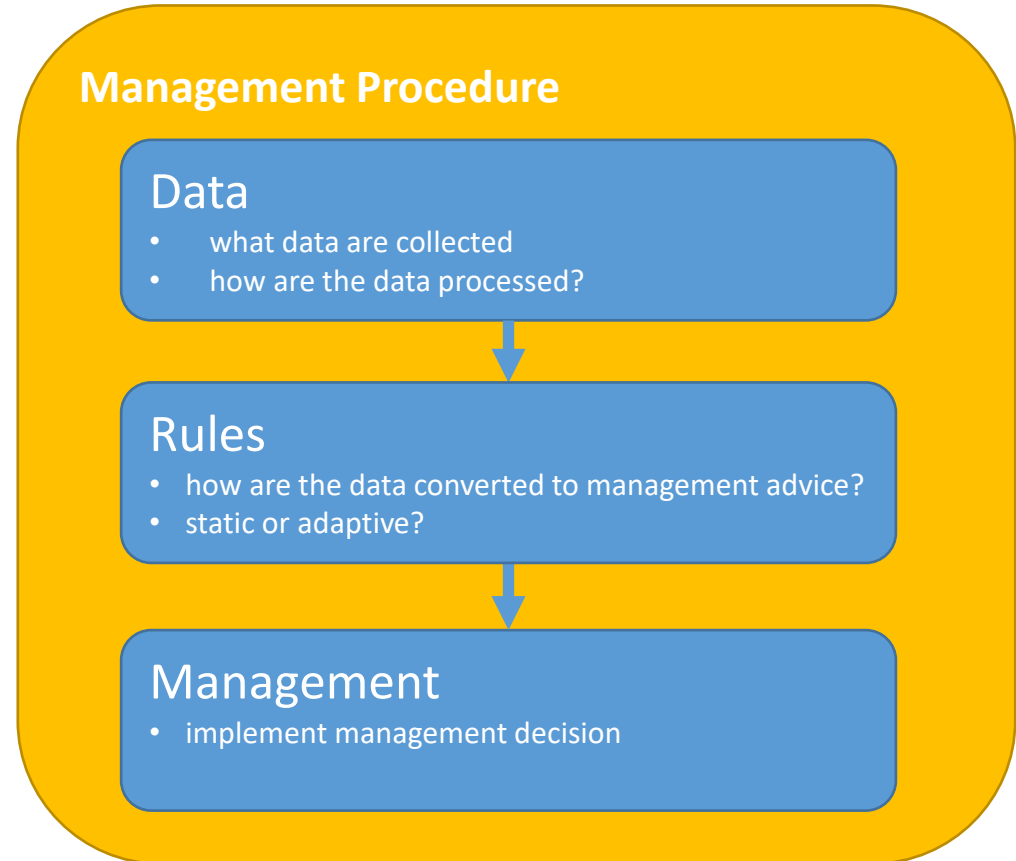 Management Procedure
Data
• what data are collected
• how are the data processed?
Rules
• how are the data converted to management advice?
• static or adaptive?
Management
• implement management decision